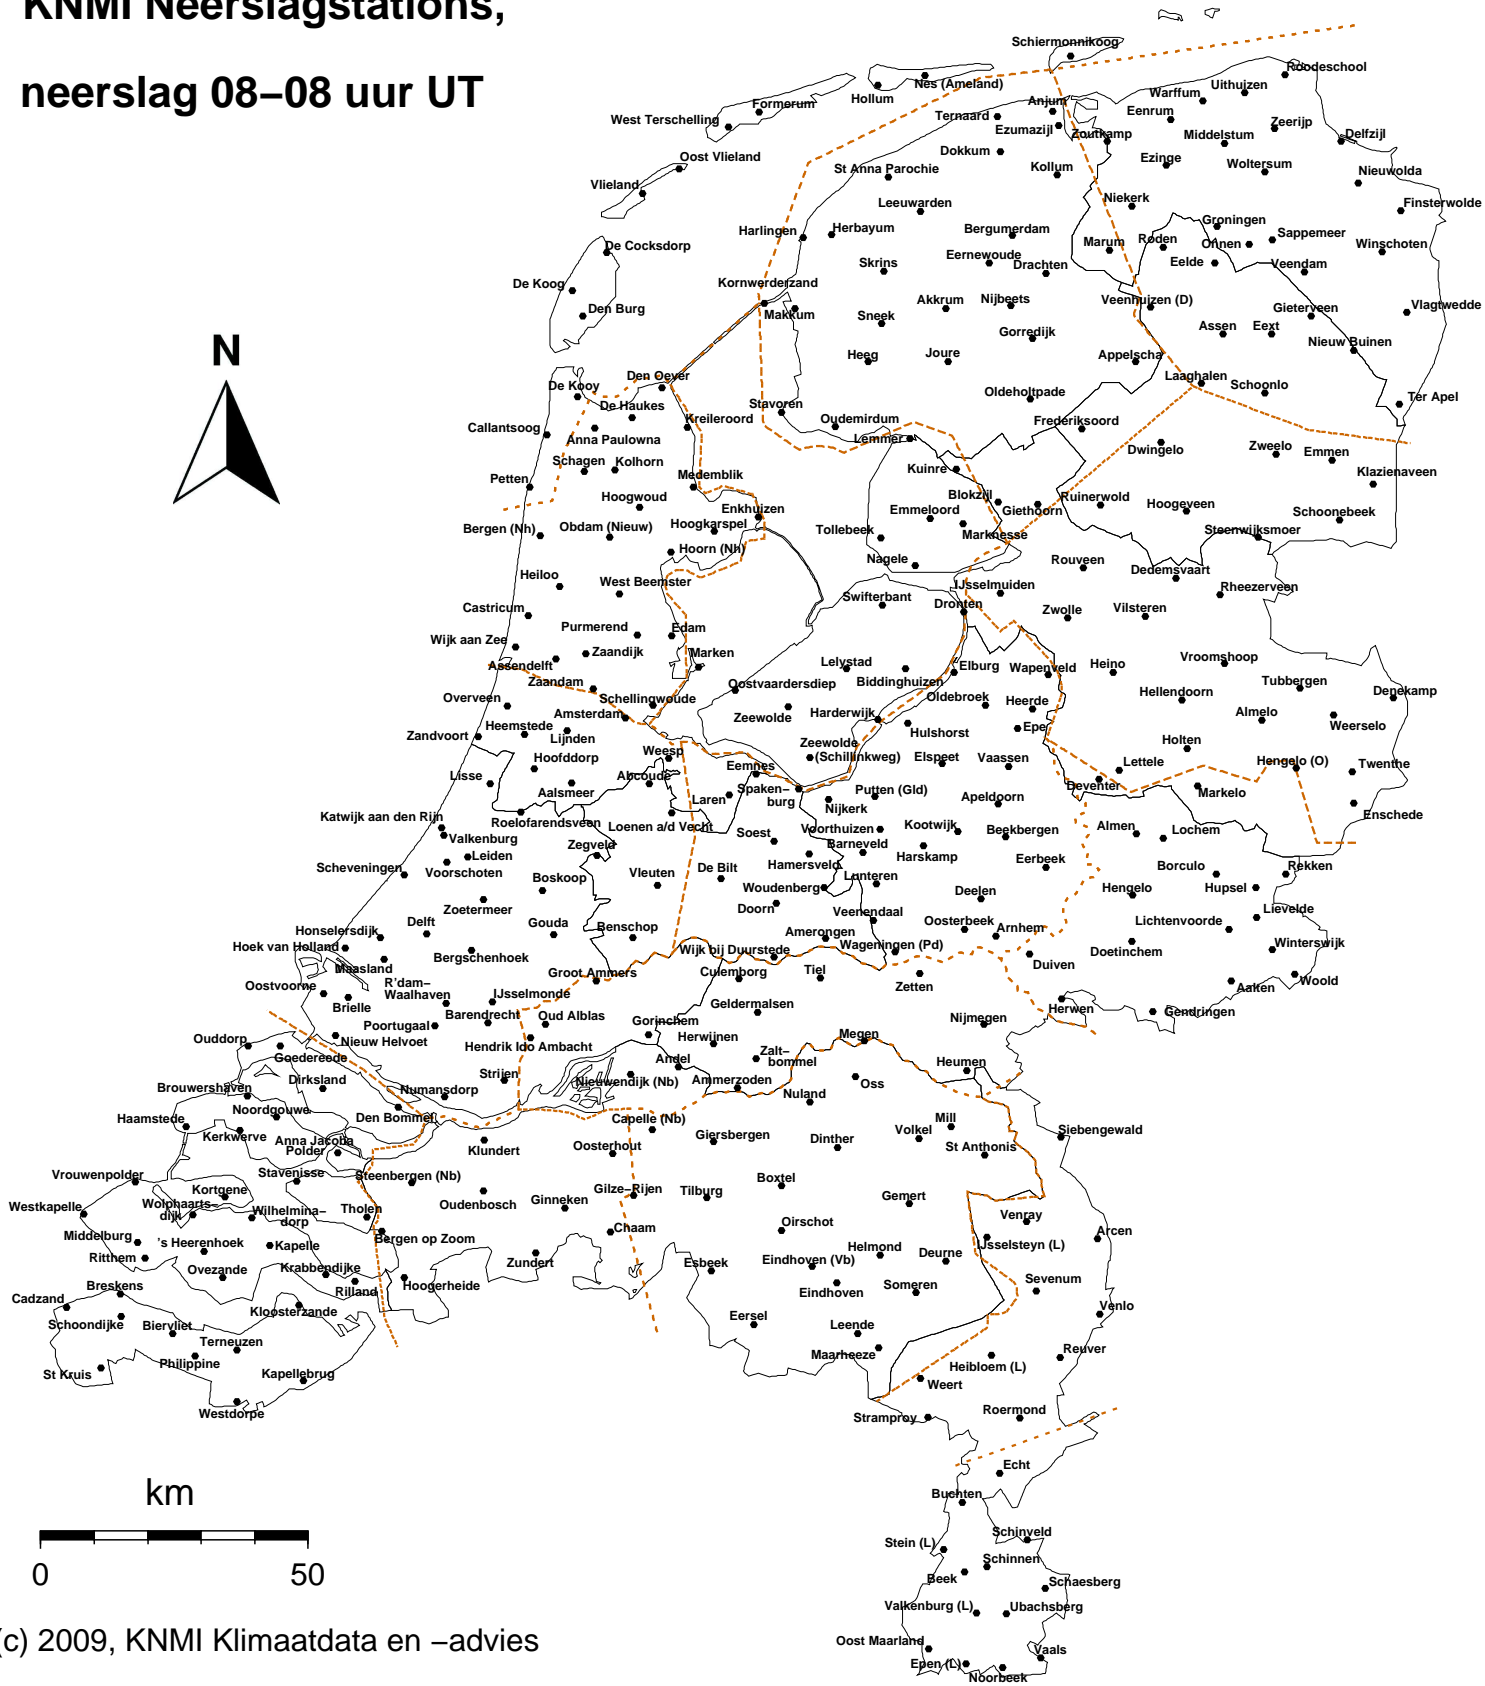 KNMI Neerslagstations,
neerslag 08–08 uur UT
Schiermonnikoog
Roodeschool
Nes (Ameland)
Uithuizen
Hollum
Warffum
Formerum
Anjum
Eenrum
West Terschelling
Ternaard
Ezumazijl
Zoutkamp
Zeerijp
Middelstum
Delfzijl
Oost Vlieland
Dokkum
Ezinge
Woltersum
St Anna Parochie
Kollum
Nieuwolda
Vlieland
Leeuwarden
Niekerk
Finsterwolde
Harlingen
Herbayum
Bergumerdam
Groningen
Sappemeer
De Cocksdorp
Marum
Roden
Onnen
Winschoten
Skrins
Eernewoude
Drachten
Eelde
Veendam
De Koog
Kornwerderzand
Den Burg
Makkum
Akkrum
Nijbeets
Veenhuizen (D)
Gieterveen
Vlagtwedde
Sneek
Gorredijk
Assen
Eext
Nieuw Buinen
Heeg
Joure
Appelscha
N
Den Oever
Laaghalen
Schoonlo
De Kooy
Oldeholtpade
Ter Apel
De Haukes
Stavoren
Kreileroord
Oudemirdum
Frederiksoord
Callantsoog
Anna Paulowna
Lemmer
Dwingelo
Zweelo
Emmen
Schagen
Kolhorn
Kuinre
Klazienaveen
Petten
Medemblik
Hoogwoud
Blokzijl
Ruinerwold
Hoogeveen
Enkhuizen
Emmeloord
Giethoorn
Schoonebeek
Bergen (Nh)
Obdam (Nieuw)
Hoogkarspel
Tollebeek
Marknesse
Steenwijksmoer
Hoorn (Nh)
Nagele
Rouveen
Dedemsvaart
Heiloo
West Beemster
IJsselmuiden
Rheezerveen
Swifterbant
Dronten
Castricum
Zwolle
Vilsteren
Purmerend
Edam
Wijk aan Zee
Zaandijk
Marken
Vroomshoop
Assendelft
Lelystad
Elburg
Wapenveld
Heino
Zaandam
Oostvaardersdiep
Biddinghuizen
Tubbergen
Overveen
Schellingwoude
Oldebroek
Heerde
Hellendoorn
Denekamp
Amsterdam
Zeewolde
Harderwijk
Almelo
Heemstede
Hulshorst
Epe
Weerselo
Zandvoort
Lijnden
Zeewolde
(Schillinkweg)
Holten
Weesp
Hoofddorp
Eemnes
Elspeet
Vaassen
Lettele
Hengelo (O)
Twenthe
Lisse
Abcoude
Aalsmeer
Spaken–
burg
Putten (Gld)
Deventer
Markelo
Laren
Nijkerk
Apeldoorn
Enschede
Katwijk aan den Rijn
Roelofarendsveen
Loenen a/d Vecht
Voorthuizen
Kootwijk
Beekbergen
Almen
Lochem
Valkenburg
Zegveld
Soest
Barneveld
Leiden
Harskamp
Eerbeek
Scheveningen
Voorschoten
Hamersveld
Borculo
Rekken
Boskoop
Vleuten
De Bilt
Lunteren
Woudenberg
Deelen
Hengelo
Hupsel
Zoetermeer
Doorn
Veenendaal
Lievelde
Delft
Gouda
Benschop
Oosterbeek
Arnhem
Lichtenvoorde
Honselersdijk
Amerongen
Hoek van Holland
Wijk bij Duurstede
Wageningen (Pd)
Doetinchem
Winterswijk
Bergschenhoek
Maasland
Groot Ammers
Culemborg
Tiel
Duiven
Oostvoorne
R'dam–
Waalhaven
IJsselmonde
Zetten
Aalten
Woold
Brielle
Geldermalsen
Barendrecht
Oud Alblas
Herwen
Gendringen
Poortugaal
Gorinchem
Nijmegen
Ouddorp
Nieuw Helvoet
Hendrik Ido Ambacht
Herwijnen
Megen
Goedereede
Andel
Zalt–
bommel
Heumen
Dirksland
Strijen
Nieuwendijk (Nb)
Ammerzoden
Brouwershaven
Numansdorp
Oss
Nuland
Haamstede
Noordgouwe
Den Bommel
Capelle (Nb)
Mill
Kerkwerve
Anna Jacoba
Polder
Giersbergen
Dinther
Volkel
Siebengewald
Klundert
Oosterhout
St Anthonis
Vrouwenpolder
Stavenisse
Steenbergen (Nb)
Boxtel
Kortgene
Gilze–Rijen
Tilburg
Westkapelle
Wolphaarts–
dijk
Wilhelmina–
dorp
Tholen
Oudenbosch
Ginneken
Gemert
Venray
Middelburg
's Heerenhoek
Kapelle
Bergen op Zoom
Chaam
Oirschot
Arcen
Ritthem
Helmond
IJsselsteyn (L)
Ovezande
Krabbendijke
Zundert
Esbeek
Eindhoven (Vb)
Deurne
Breskens
Rilland
Hoogerheide
Eindhoven
Someren
Sevenum
Cadzand
Kloosterzande
Venlo
Schoondijke
Biervliet
Eersel
Leende
Terneuzen
Maarheeze
Reuver
Philippine
Heibloem (L)
St Kruis
Kapellebrug
Weert
Westdorpe
Stramproy
Roermond
Echt
km
Buchten
0
50
Stein (L)
Schinveld
Schinnen
Beek
Schaesberg
Valkenburg (L)
Ubachsberg
(c) 2009, KNMI Klimaatdata en –advies
Oost Maarland
Vaals
Epen (L)
Noorbeek